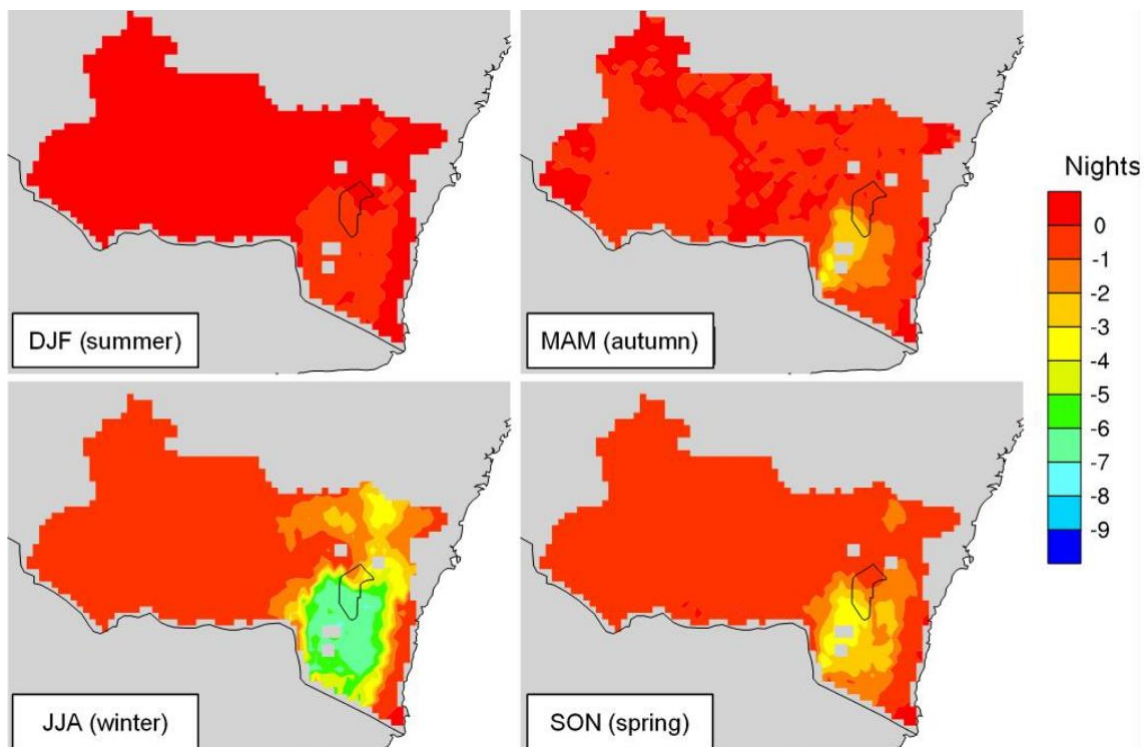 DJF (summer)
MAM (autumn)
Nights
0
-1
-2
-3
-4
-5
-6
-7
-8
-9
JJA (winter)
SON (spring)